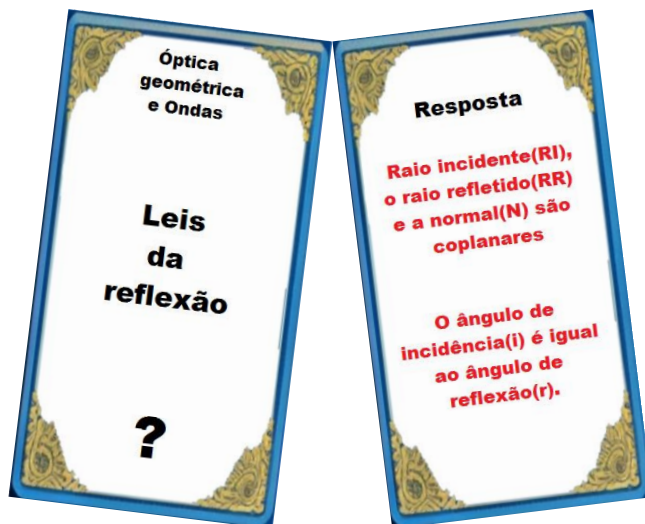 Óptica
geométrica
e Ondas
Leis
da
reflexão
?
Resposta
Raio incidente(RI),
o raio refletido(RR)
e a normal(N) são
coplanares
O ângulo de
incidência(i) é igual
ao ângulo de
reflexão(r).